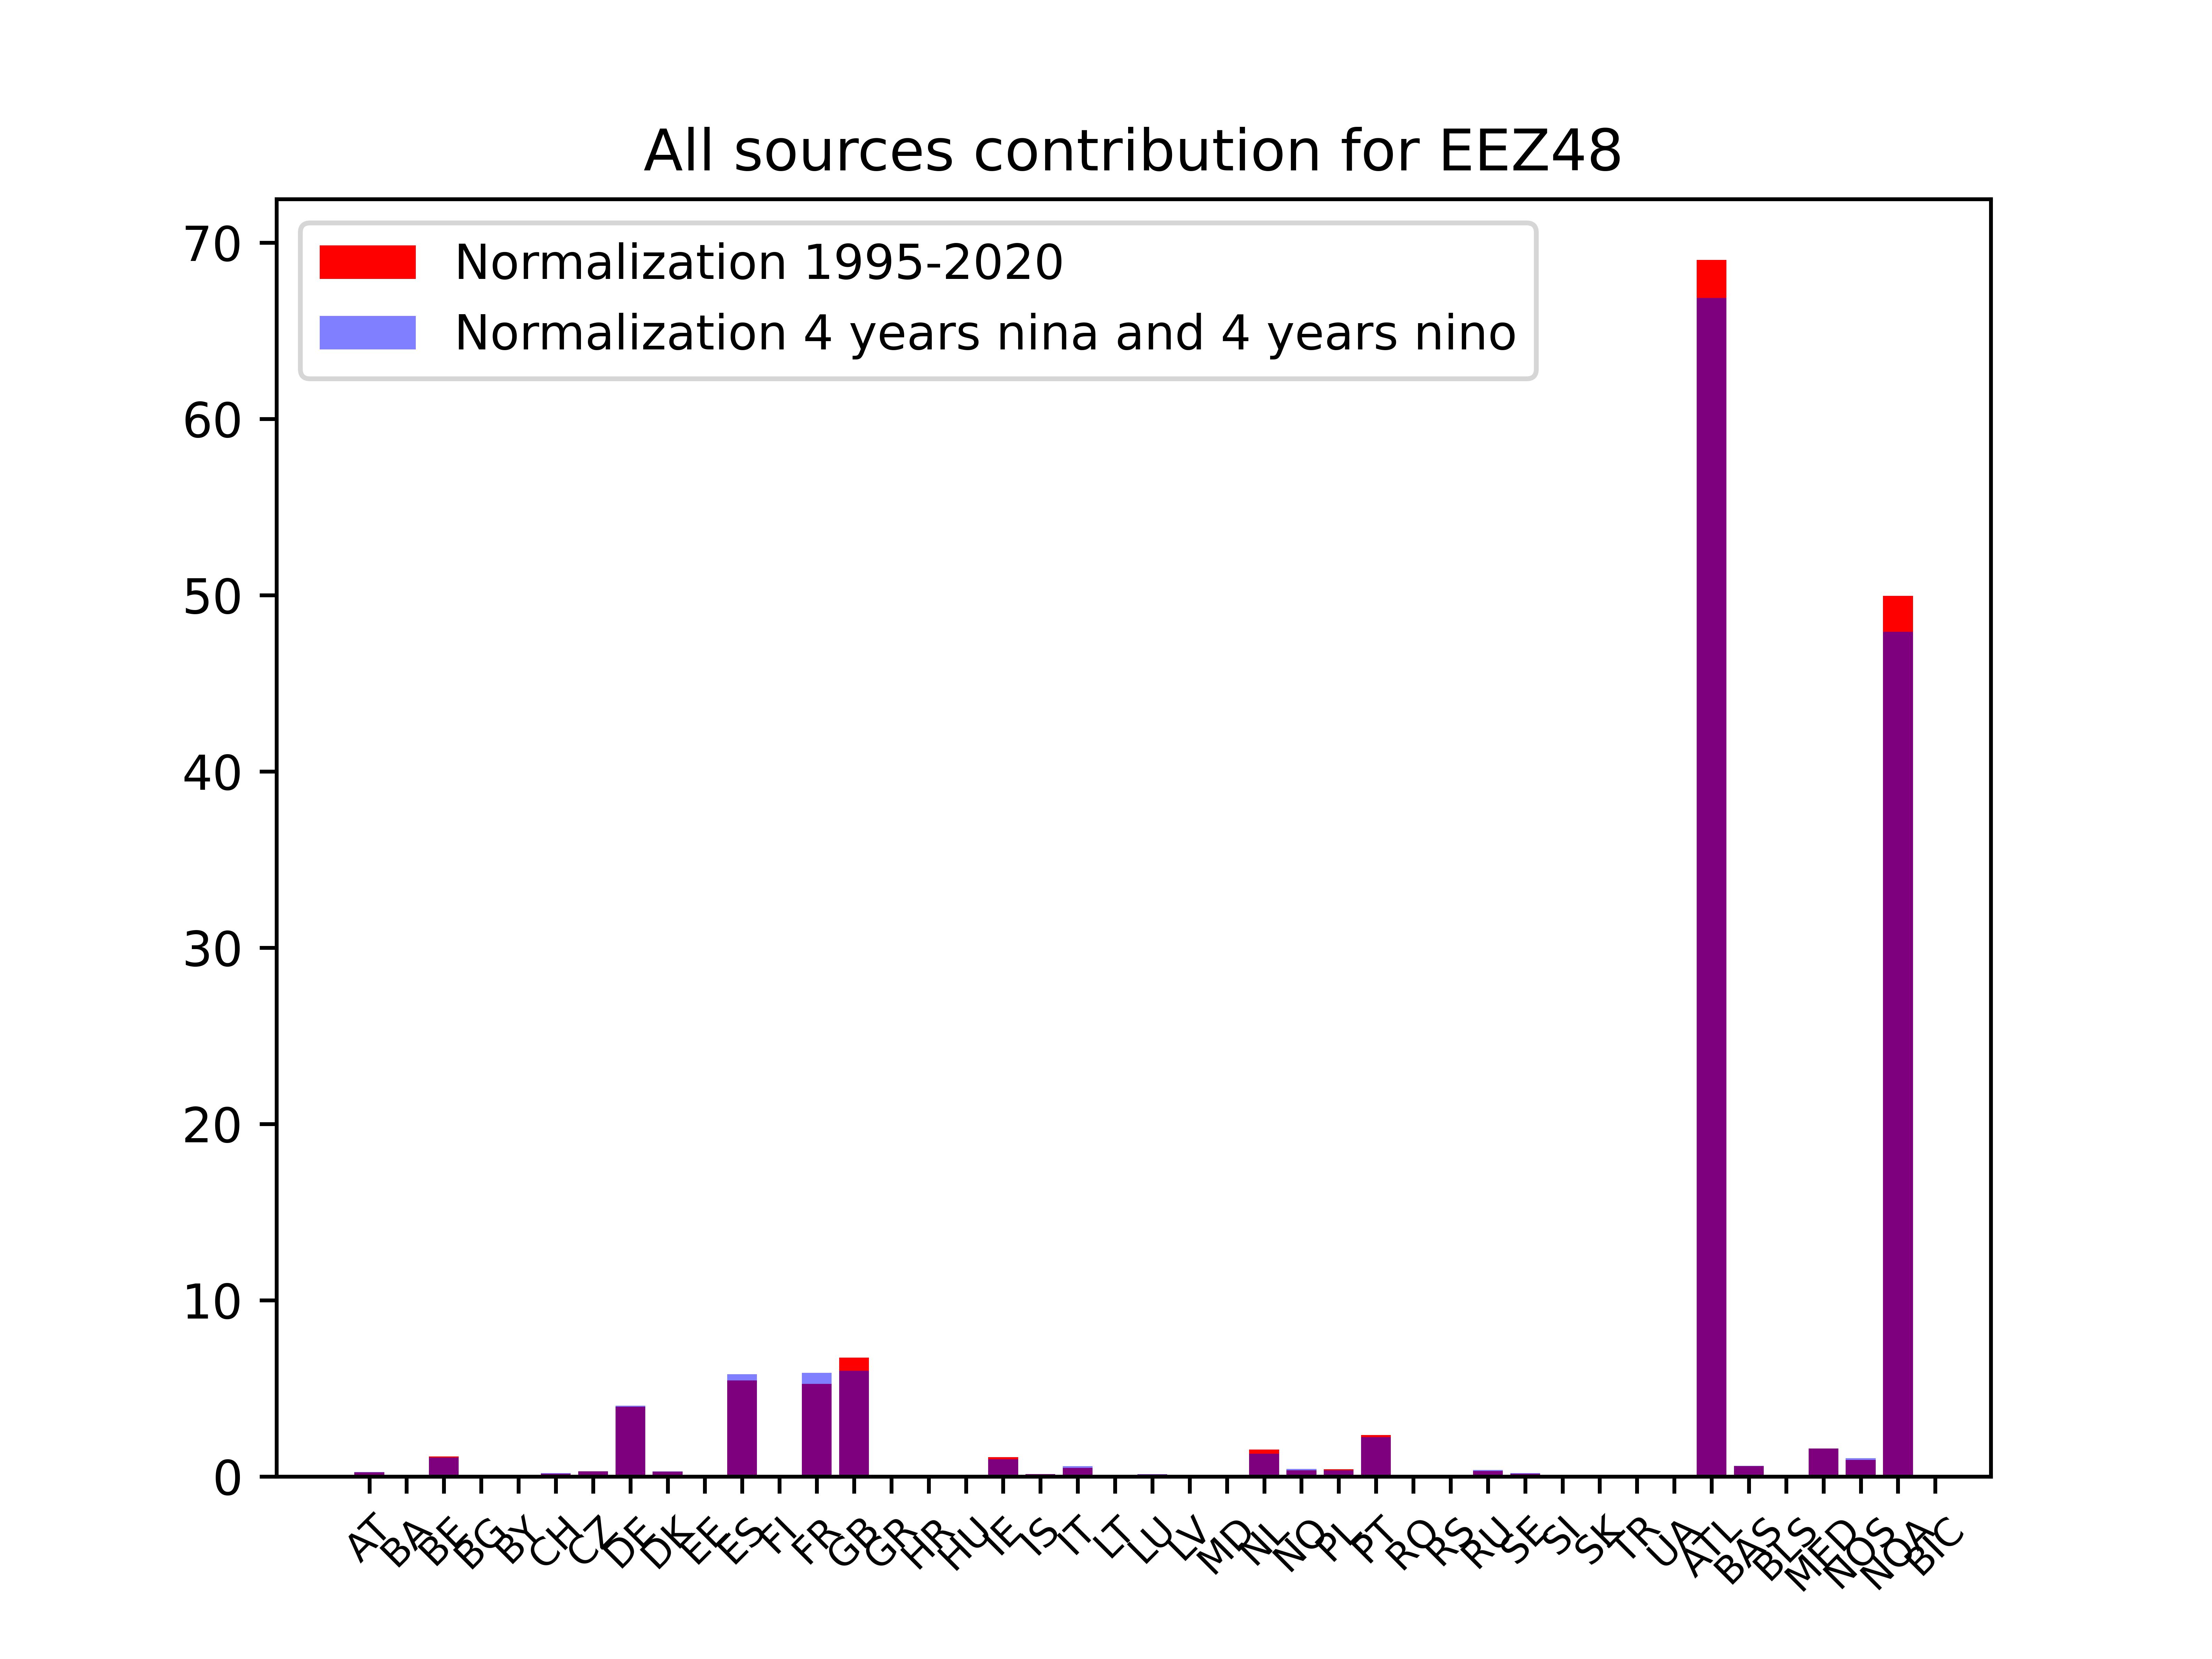 All sources contribution for EEZ48
Normalization 1995-2020
Normalization 4 years nina and 4 years nino
70
60
50
40
30
20
10
0
AT BA BE BG BY CH CZ DE DK EE ES FI FR GB GR HR HU IE IS IT LT LU LV MD NL NO PL PT RO RS RU SE SI SK TR UA ATL BAS BLS MED NOS NOA BIC